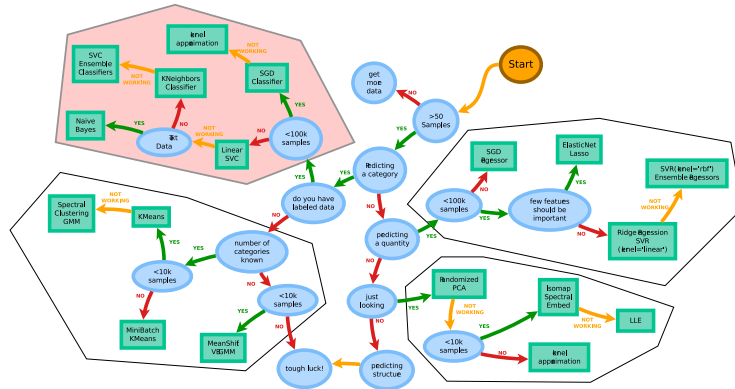 Start
get
more
data
NO
>50
Samples
YES
kernel
approximation
NOT
WORKING
SVC
Ensemble
Classifiers
NOT
WORKING
KNeighbors
Classifier
SGD
Classifier
Naive
Bayes
YES
Text
Data
NO
NOT
WORKING
Linear
SVC
NO
YES
<100k
samples
YES
Predicting
a category
YES
do you have
labeled data
NO
NO
predicting
a quantity
YES
SGD
Regressor
NO
<100k
samples
YES
ElasticNet
Lasso
YES
few features
should be
important
NO
SVR(kernel='rbf')
Ensemble Regressors
NOT
WORKING
Ridge Regression
SVR
(kernel='linear')
Spectral
Clustering
GMM
NOT
WORKING
KMeans
YES
number of
categories
known
YES
NO
<10k
samples
NO
MiniBatch
KMeans
<10k
samples
YES
NO
MeanShift
VBGMM
tough luck!
NO
just
looking
YES
NO
predicting
structure
Randomized
PCA
NOT
WORKING
<10k
samples
YES
NO
kernel
approximation
Isomap
Spectral
Embed
NOT
WORKING
LLE